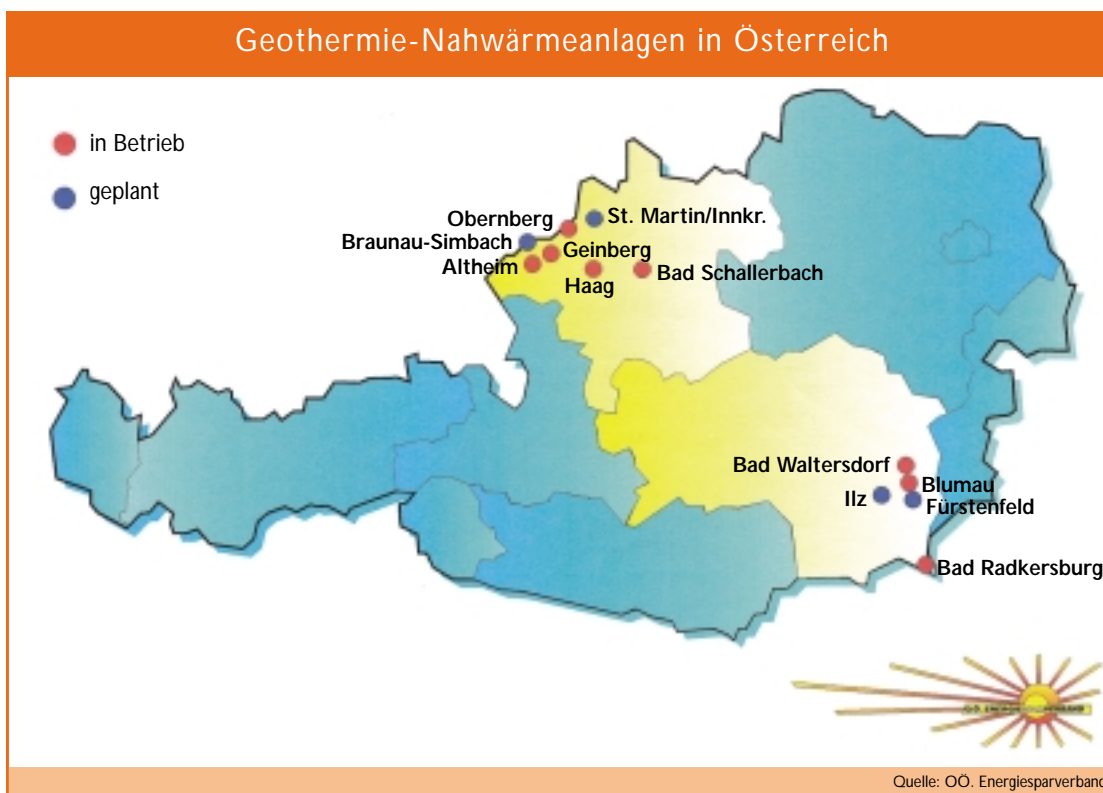 Geothermie-Nahwärmeanlagen in Österreich
in Betrieb
geplant
Obernberg
St. Martin/Innkr.
Braunau-Simbach
Geinberg
Altheim
Haag
Bad Schallerbach
Bad Waltersdorf
Blumau
Ilz
Fürstenfeld
Bad Radkersburg
Quelle: OÖ. Energiesparverband